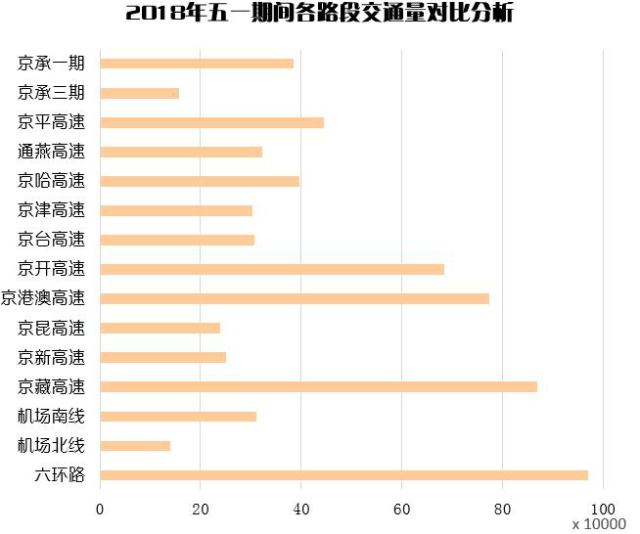 2018年五一期间各路段交通量对比分析
京承一期
京承三期
京平高速
通燕高速
京哈高速
京津高速
京台高速
京开高速
京港澳高速
京昆高速
京新高速
京藏高速
机场南线
机场北线
六环路
0 20 40 60 80 100
x 10000